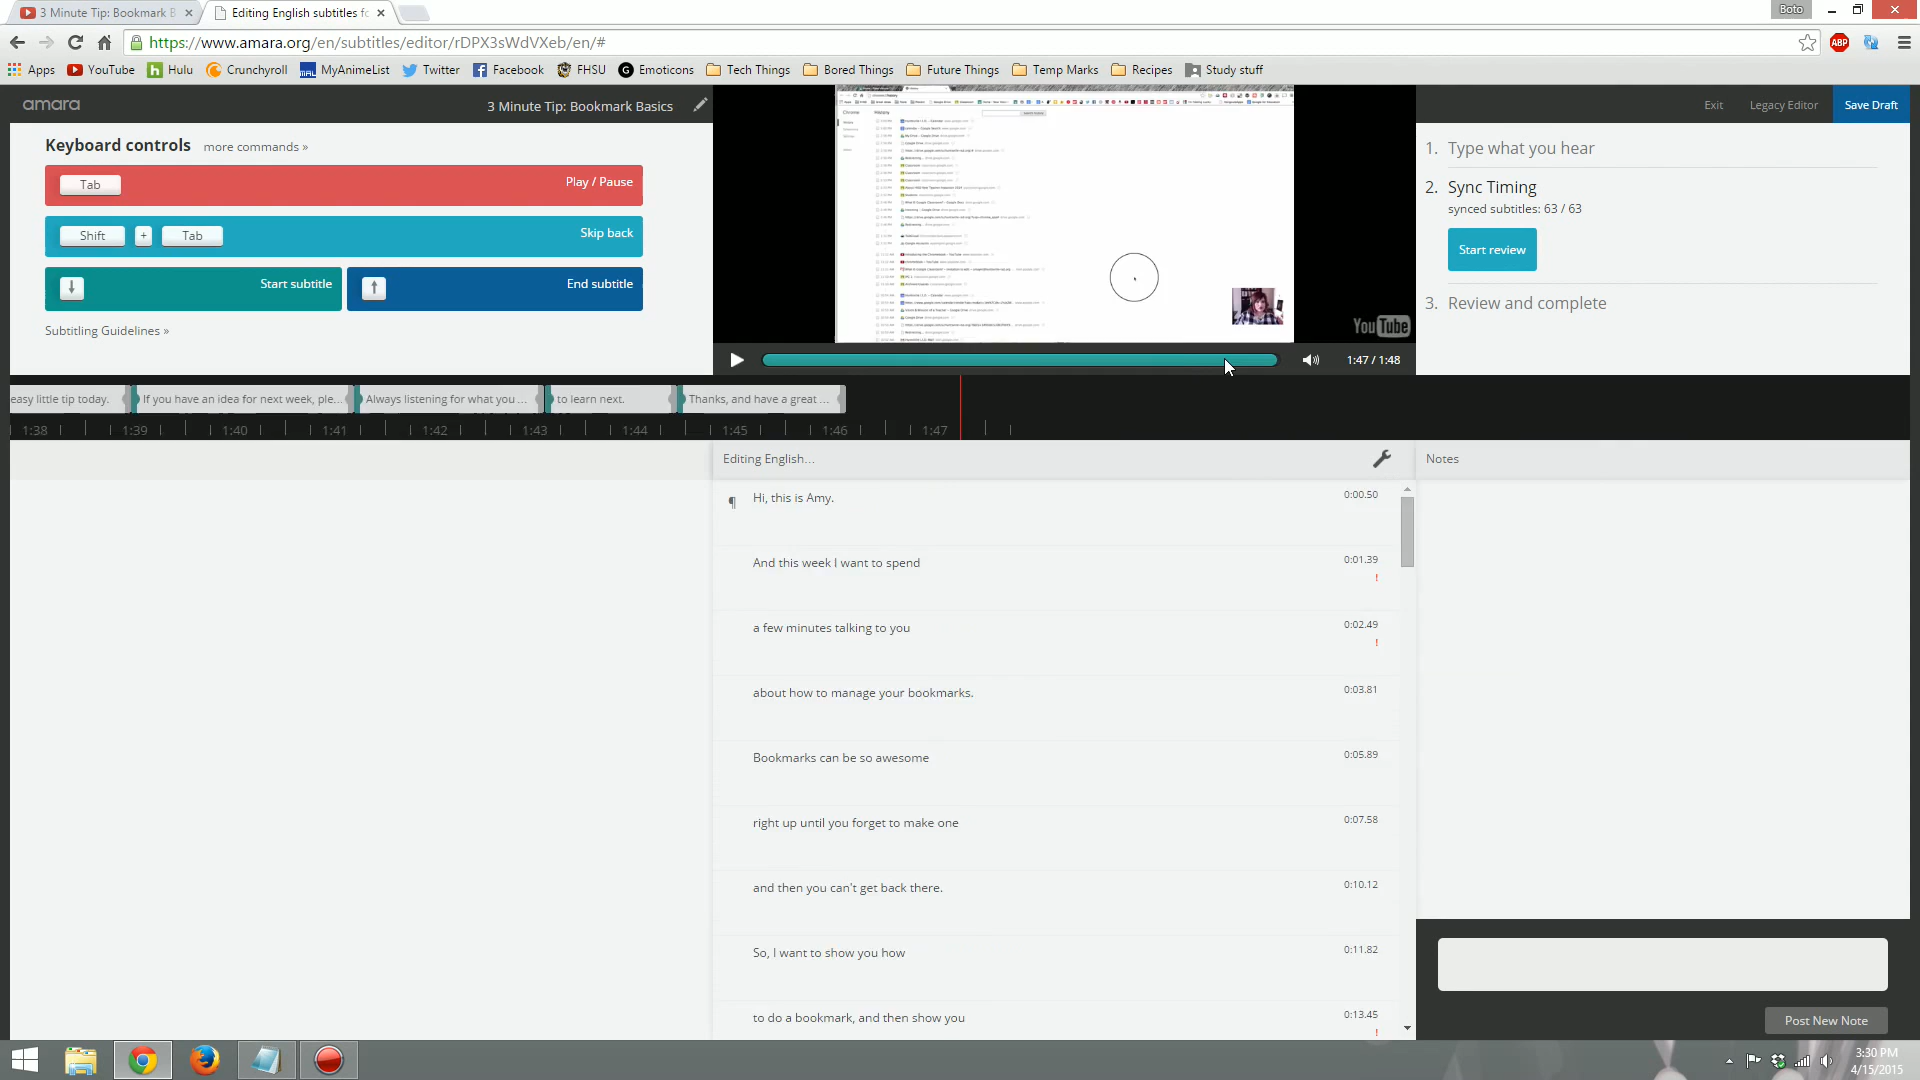 3 Minute Tip: Bookmark B
Editing English subtitles fo
Boto
https://www.amara.org/en/subtitles/editor/rDPX3sWdVXeb/en/#
ABP
Apps
YouTube
Hulu
Crunchyroll
MyAnimeList
Twitter
Facebook
FHSU
Emoticons
Tech Things
Bored Things
Future Things
Temp Marks
Recipes
Study stuff
amara
3 Minute Tip: Bookmark Basics
Exit
Legacy Editor
Save Draft
Keyboard controls
more commands »
Tab
Play / Pause
Shift
+
Tab
Skip back
Start subtitle
End subtitle
Subtitling Guidelines »
Chrome
History
YouTube
1:47 / 1:48
1. Type what you hear
2. Sync Timing
synced subtitles: 63 / 63
Start review
3. Review and complete
easy little tip today.
If you have an idea for next week, ple...
Always listening for what you ...
to learn next.
Thanks, and have a great ...
1:38
1:39
1:40
1:41
1:42
1:43
1:44
1:45
1:46
1:47
Editing English...
Notes
¶ Hi, this is Amy. 0:00.50
And this week I want to spend 0:01.39
!
a few minutes talking to you 0:02.49
!
about how to manage your bookmarks. 0:03.81
Bookmarks can be so awesome 0:05.89
right up until you forget to make one 0:07.58
and then you can't get back there. 0:10.12
So, I want to show you how 0:11.82
to do a bookmark, and then show you 0:13.45
!
Post New Note
3:30 PM
4/15/2015